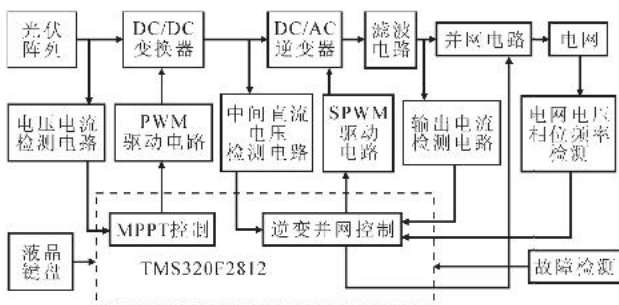 光伏
阵列
DC/DC
变换器
DC/AC
逆变器
滤波
电路
并网电路
电网
电压电流
检测电路
PWM
驱动电路
中间直流
电压
检测电路
SPWM
驱动
电路
输出电流
检测电路
电网电压
相位频率
检测
MPPT控制
逆变并网控制
液晶
键盘
TMS320F2812
故障检测